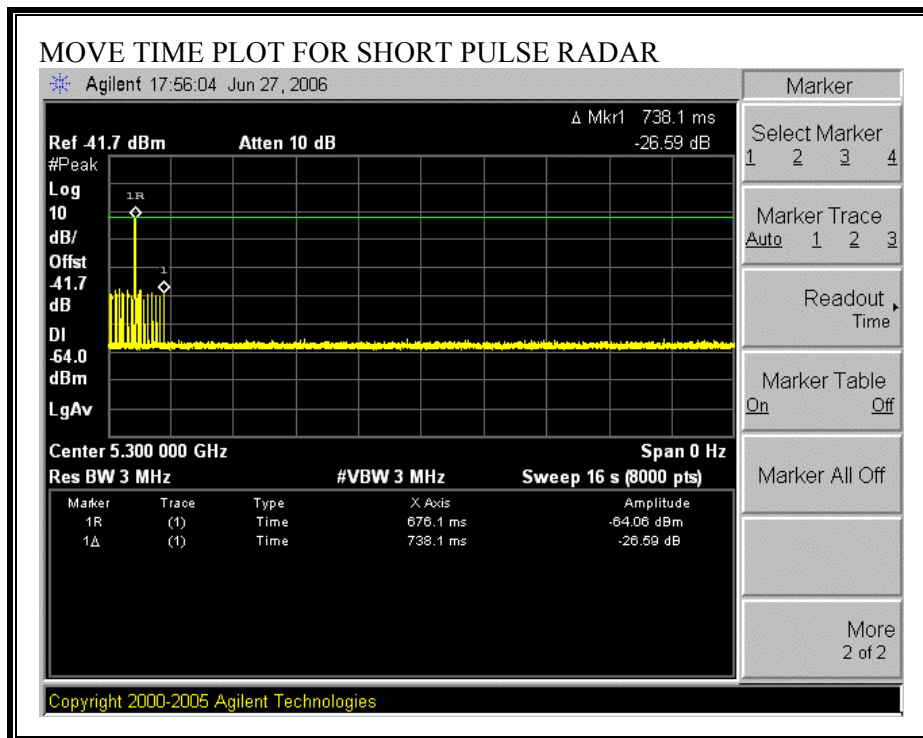 MOVE TIME PLOT FOR SHORT PULSE RADAR
Agilent 17:56:04 Jun 27, 2006
Marker
Δ Mkr1 738.1 ms
Ref -41.7 dBm Atten 10 dB -26.59 dB
#Peak
Log
10
dB/
Offst
-41.7
dB
DI
-64.0
dBm
LgAv
1R
1
Center 5.300 000 GHz Span 0 Hz
Res BW 3 MHz #VBW 3 MHz Sweep 16 s (8000 pts)
Marker Trace Type X Axis Amplitude
1R (1) Time 676.1 ms -64.06 dBm
1Δ (1) Time 738.1 ms -26.59 dB
Select Marker
1 2 3 4
Marker Trace
Auto 1 2 3
Readout
Time
Marker Table
On Off
Marker All Off
More
2 of 2
Copyright 2000-2005 Agilent Technologies